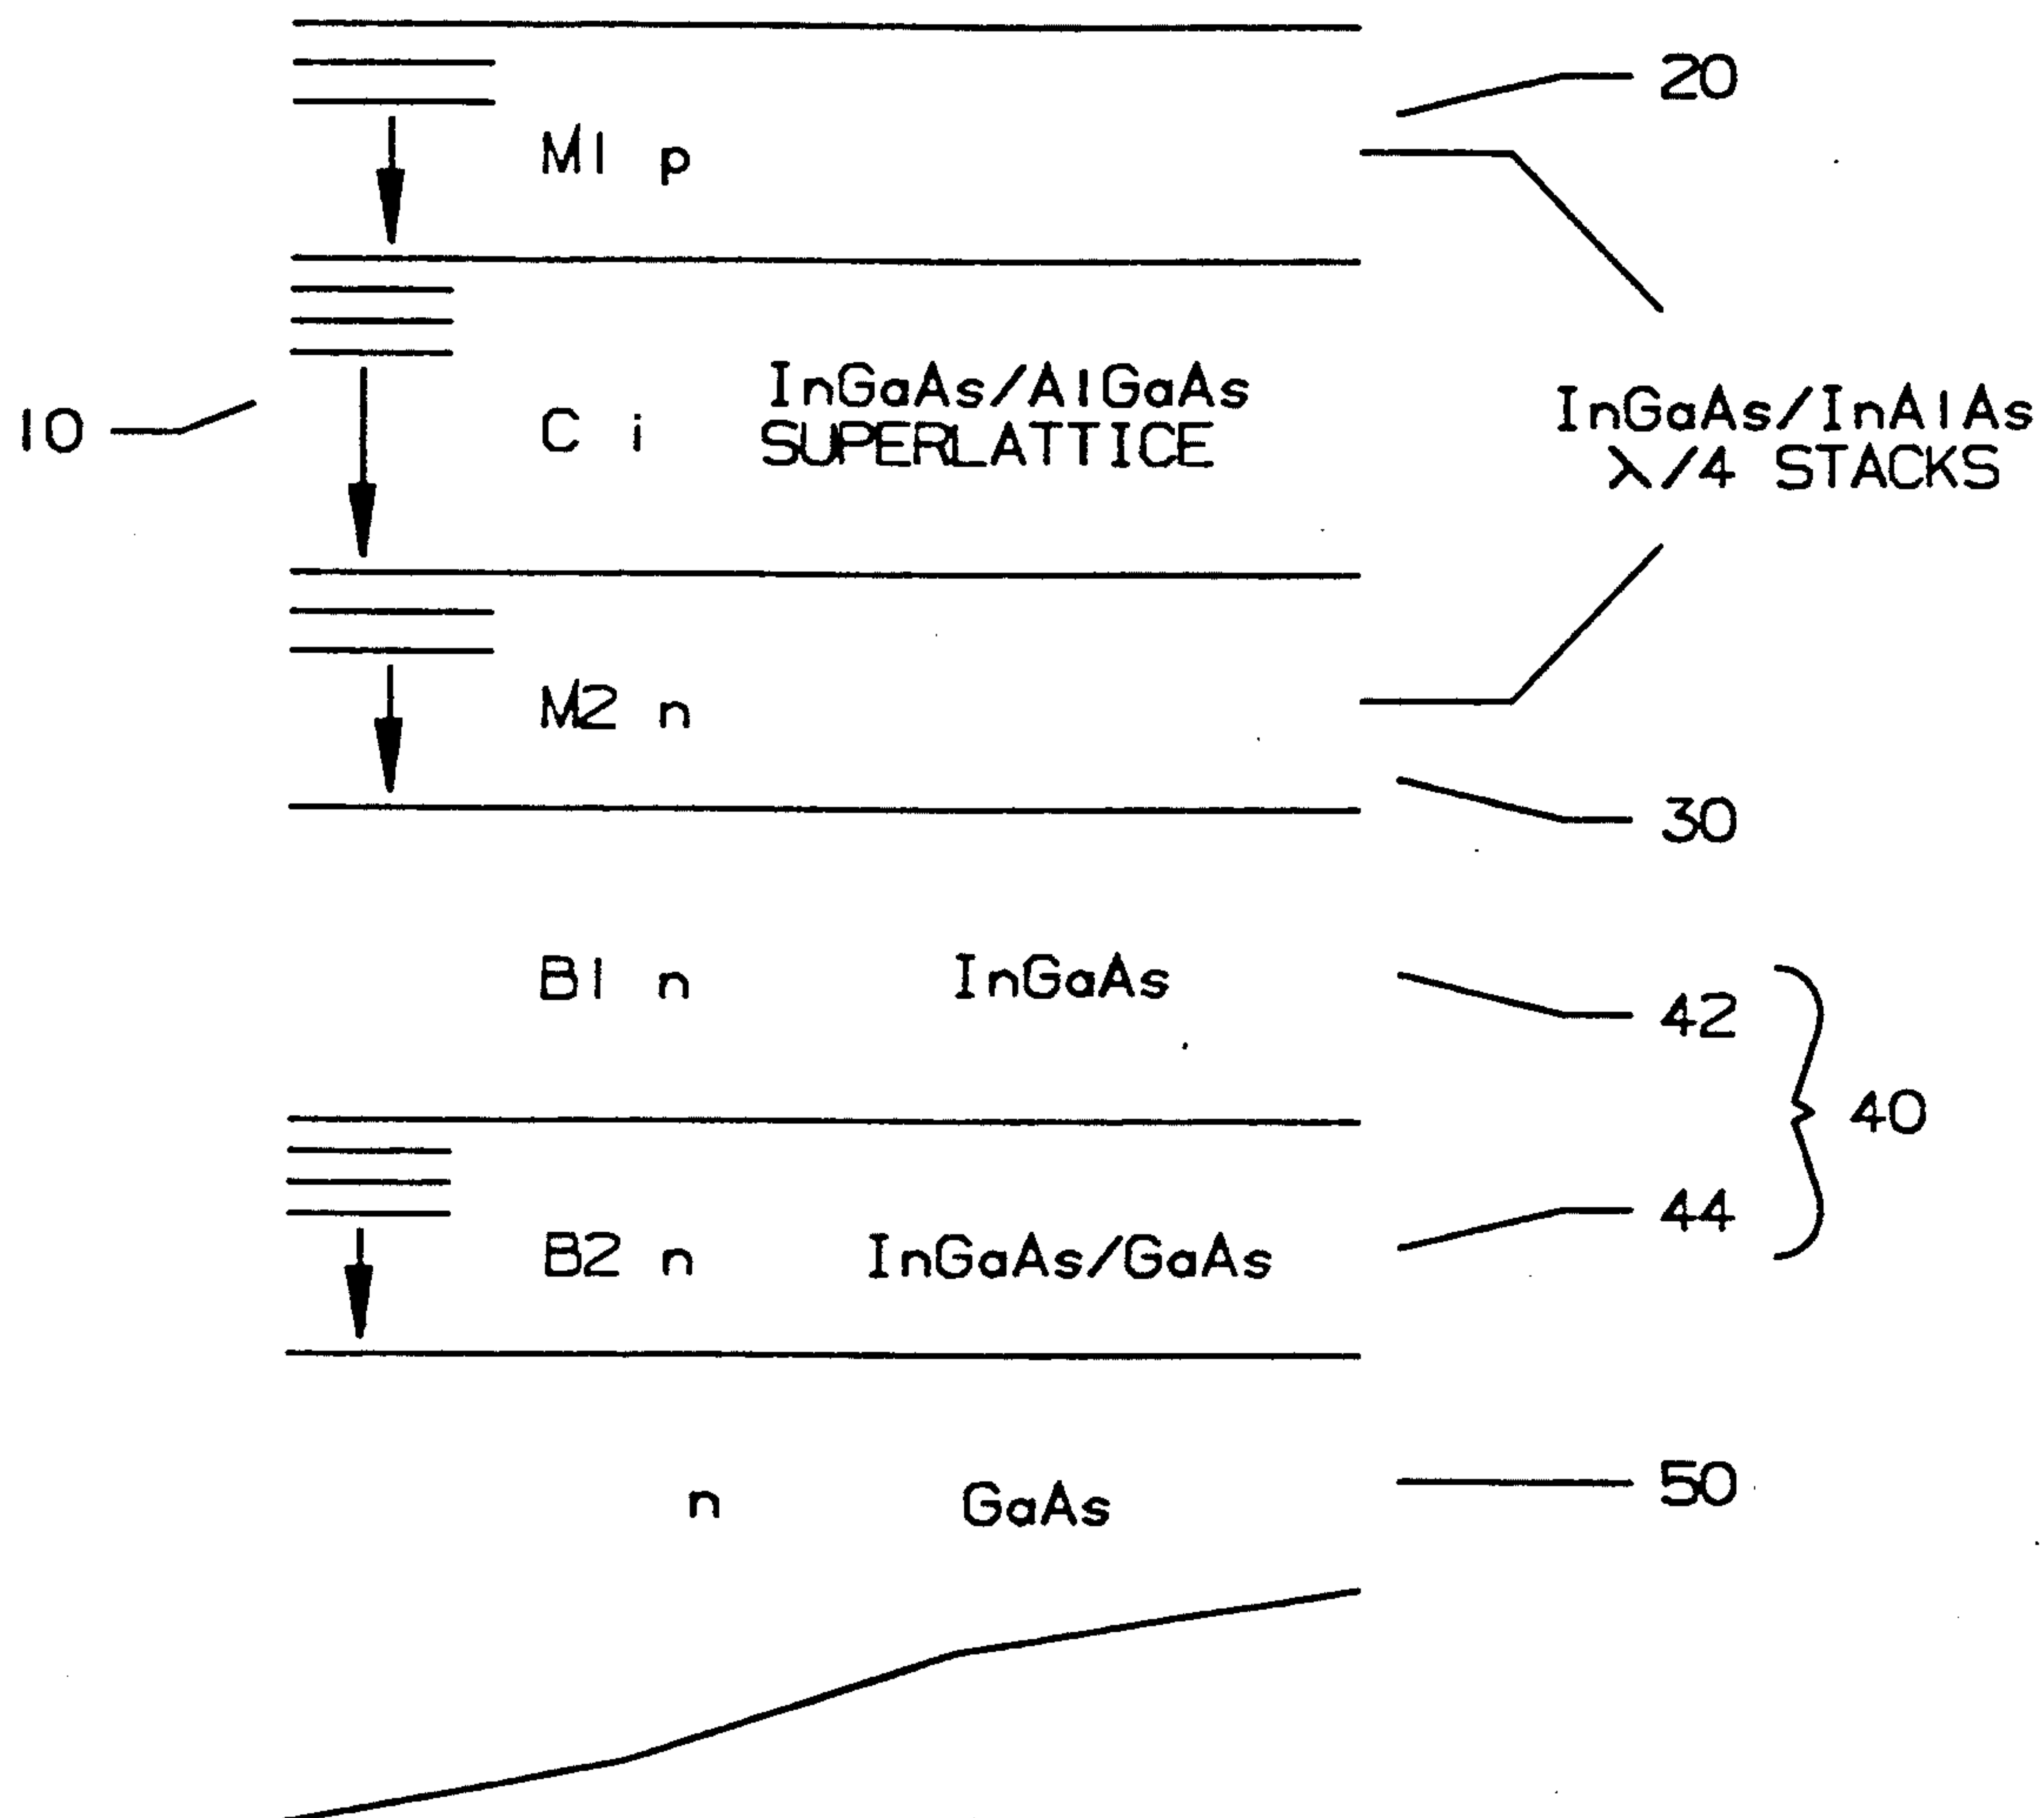 20
M1 p
10
C i
InGaAs/AlGaAs
SUPERLATTICE
InGaAs/InAlAs
λ/4 STACKS
M2 n
30
B1 n
InGaAs
42
40
44
B2 n
InGaAs/GaAs
n
GaAs
50